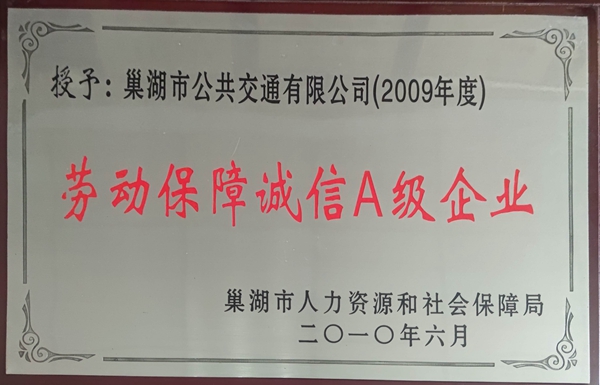 授予：巢湖市公共交通有限公司(2009年度)
劳动保障诚信A级企业
巢湖市人力资源和社会保障局
二〇一〇年六月